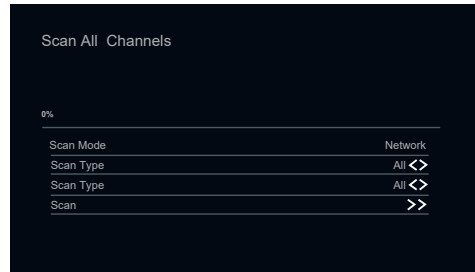 Scan All Channels
0%
Scan Mode Network
Scan Type All <>
Scan Type All <>
Scan >>